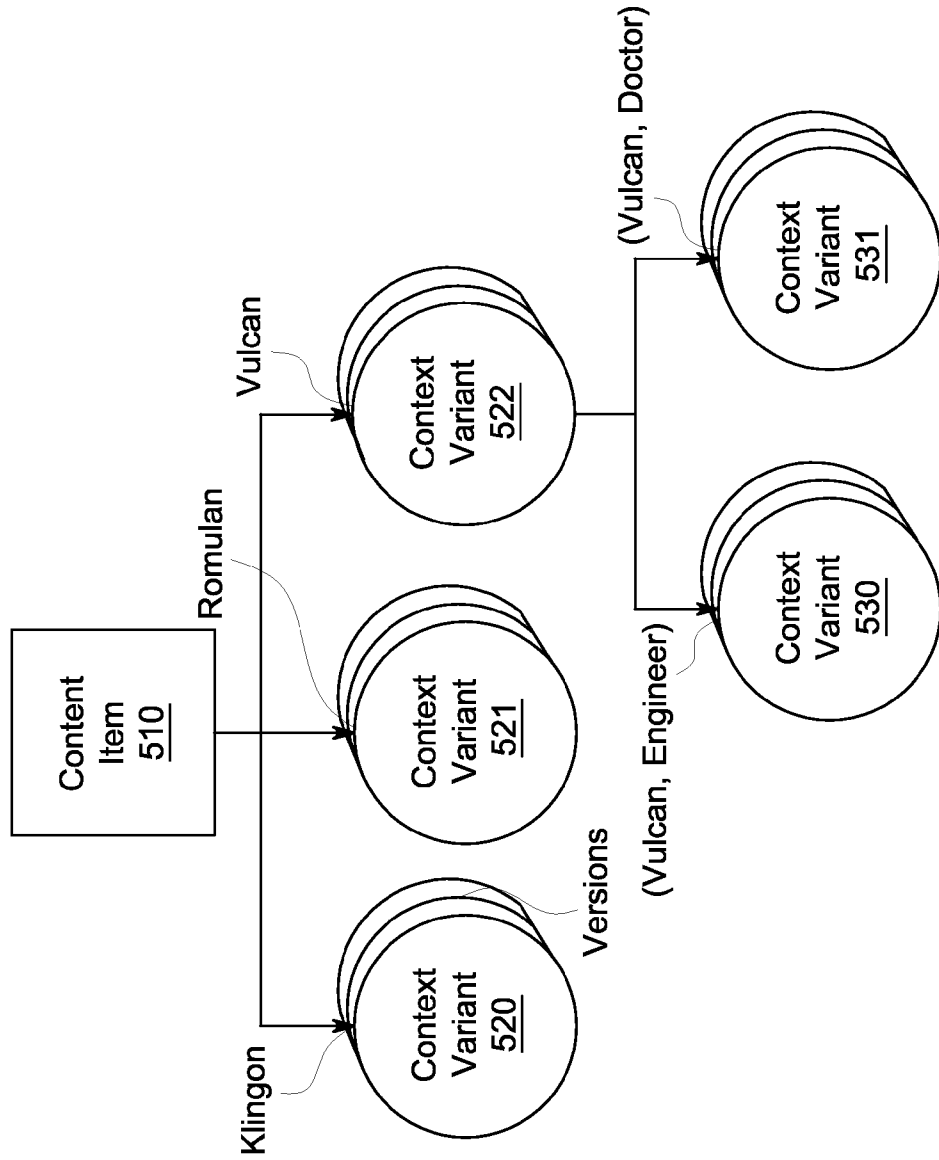 Content
Item
510
Klingon
Romulan
Vulcan
Context
Variant
520
Context
Variant
521
Context
Variant
522
Versions
(Vulcan, Engineer)
(Vulcan, Doctor)
Context
Variant
530
Context
Variant
531